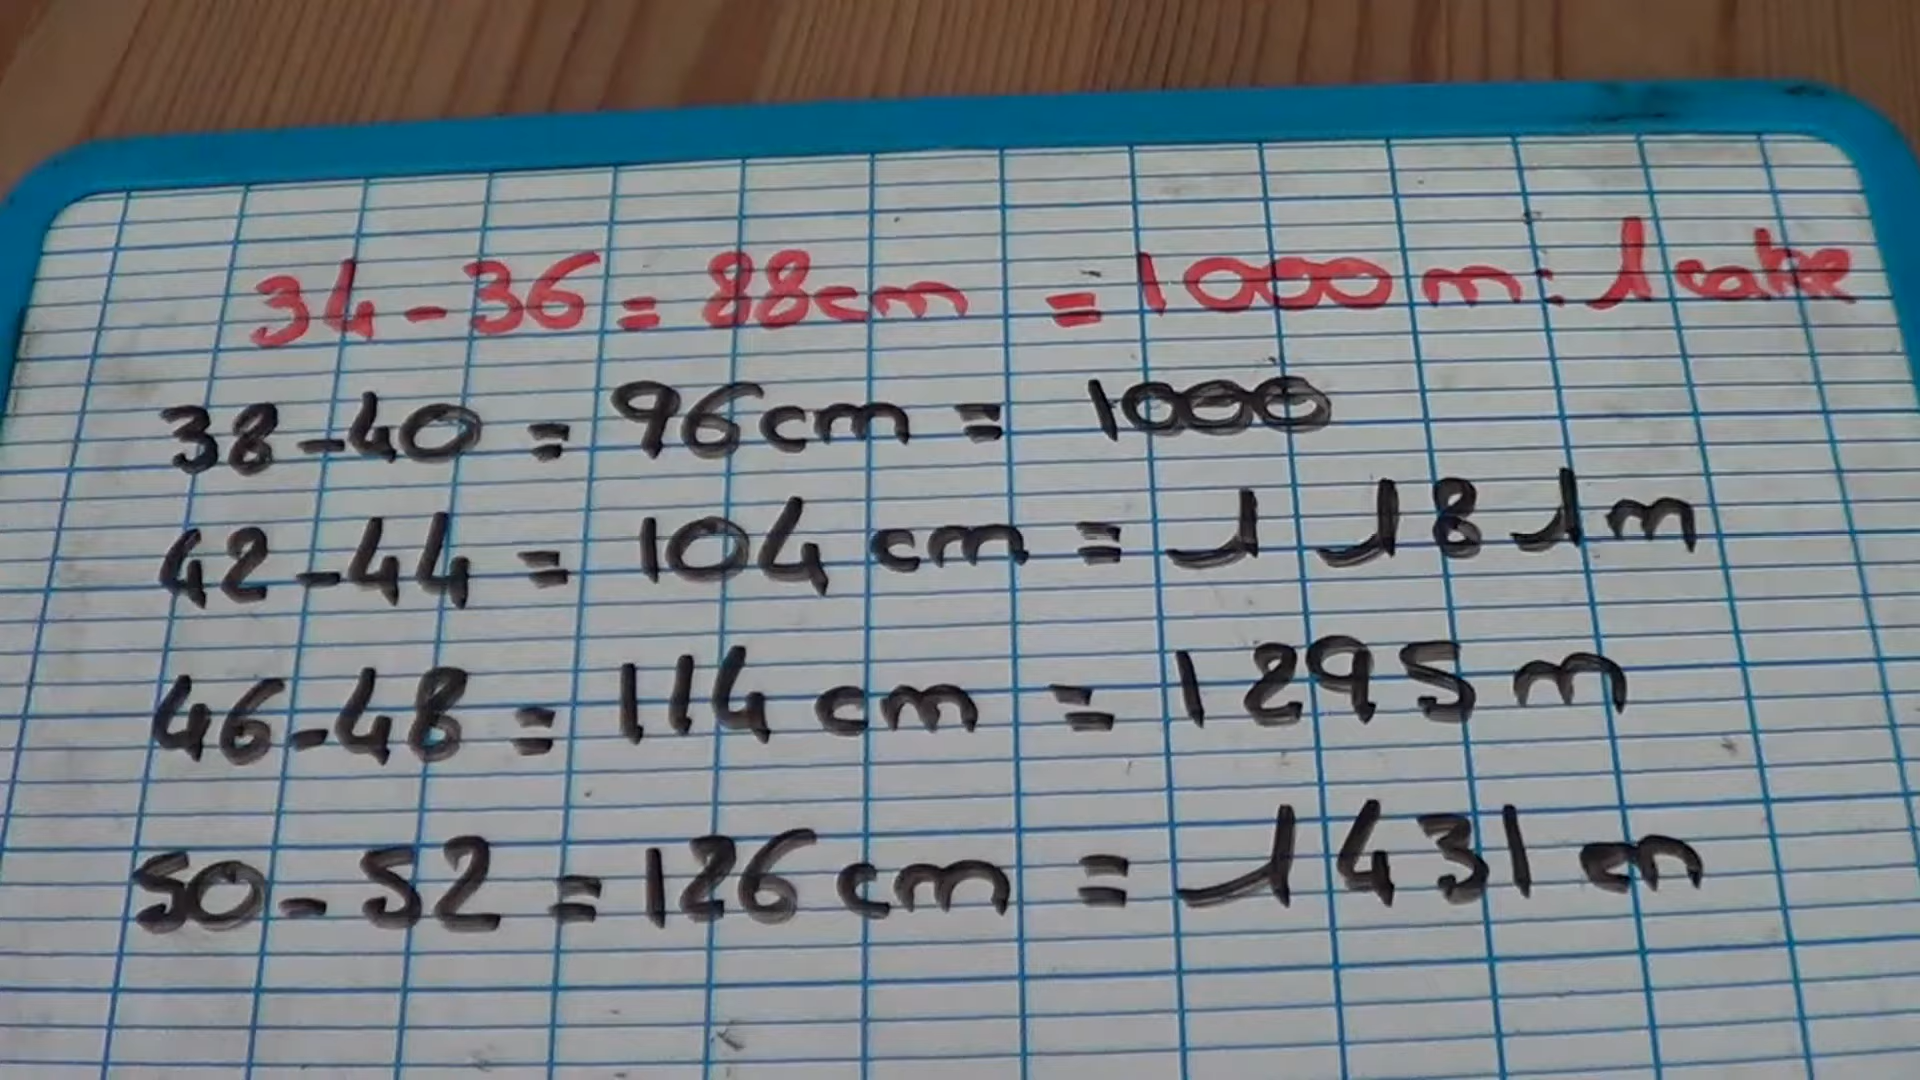 34-36 = 88cm = 1000 m : 1 cake
38-40 = 96cm = 1000
42-44 = 104 cm = 1181m
46-48 = 114 cm = 1295 m
50-52 = 126 cm = 1431 m